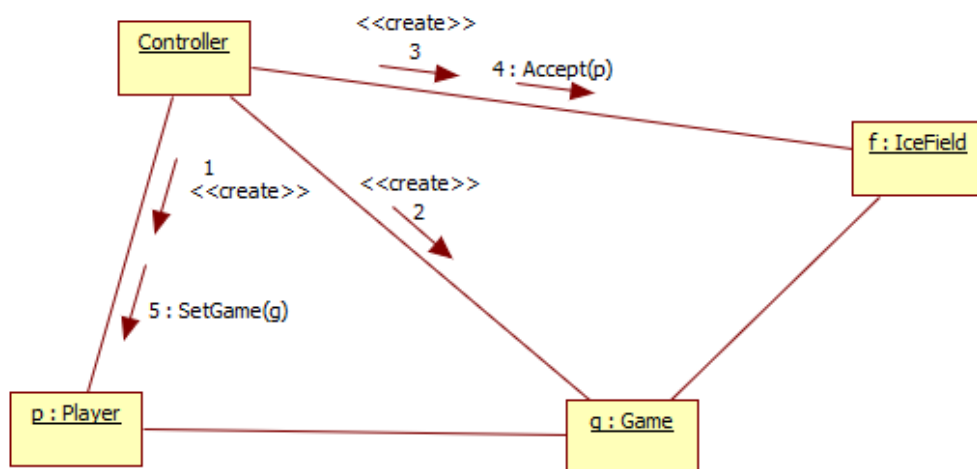 <<create>>
Controller
3
4 : Accept(p)
f : IceField
1
<<create>>
<<create>>
2
5 : SetGame(g)
p : Player
g : Game